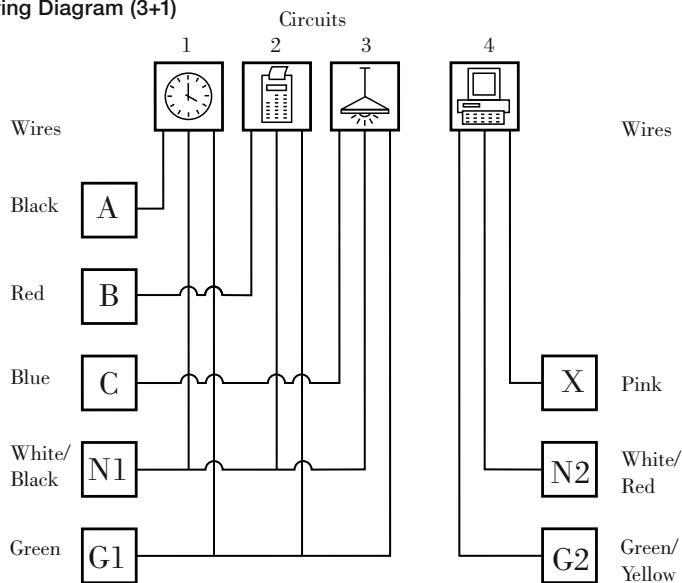 ring Diagram (3+1)
Circuits
1 2 3 4
Wires Wires
Black A
Red B
Blue C
X Pink
White/
Black N1
N2 White/
Red
Green G1
G2 Green/
Yellow